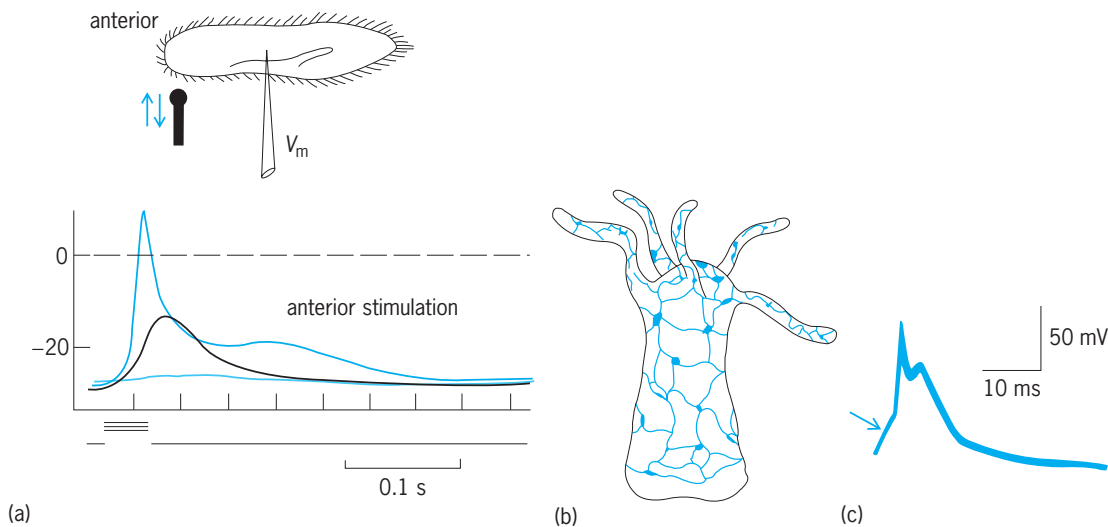 anterior
Vm
0
anterior stimulation
–20
0.1 s
(a)
(b)
50 mV
10 ms
(c)